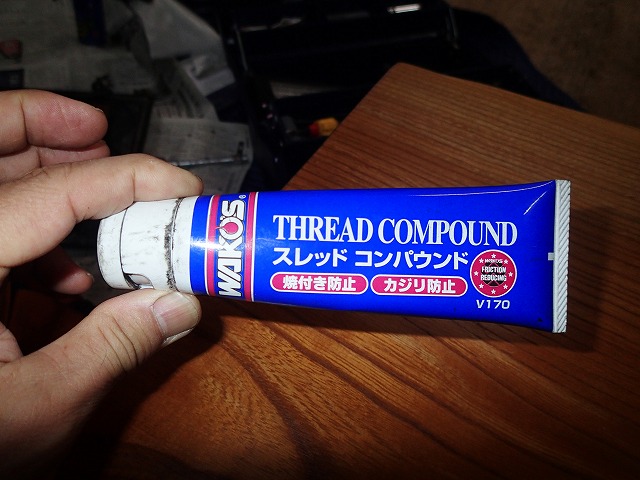 WAKO'S®
THREAD COMPOUND
スレッド コンパウンド
焼付き防止 カジリ防止
WAKO'S
FRICTION
REDUCING
V170